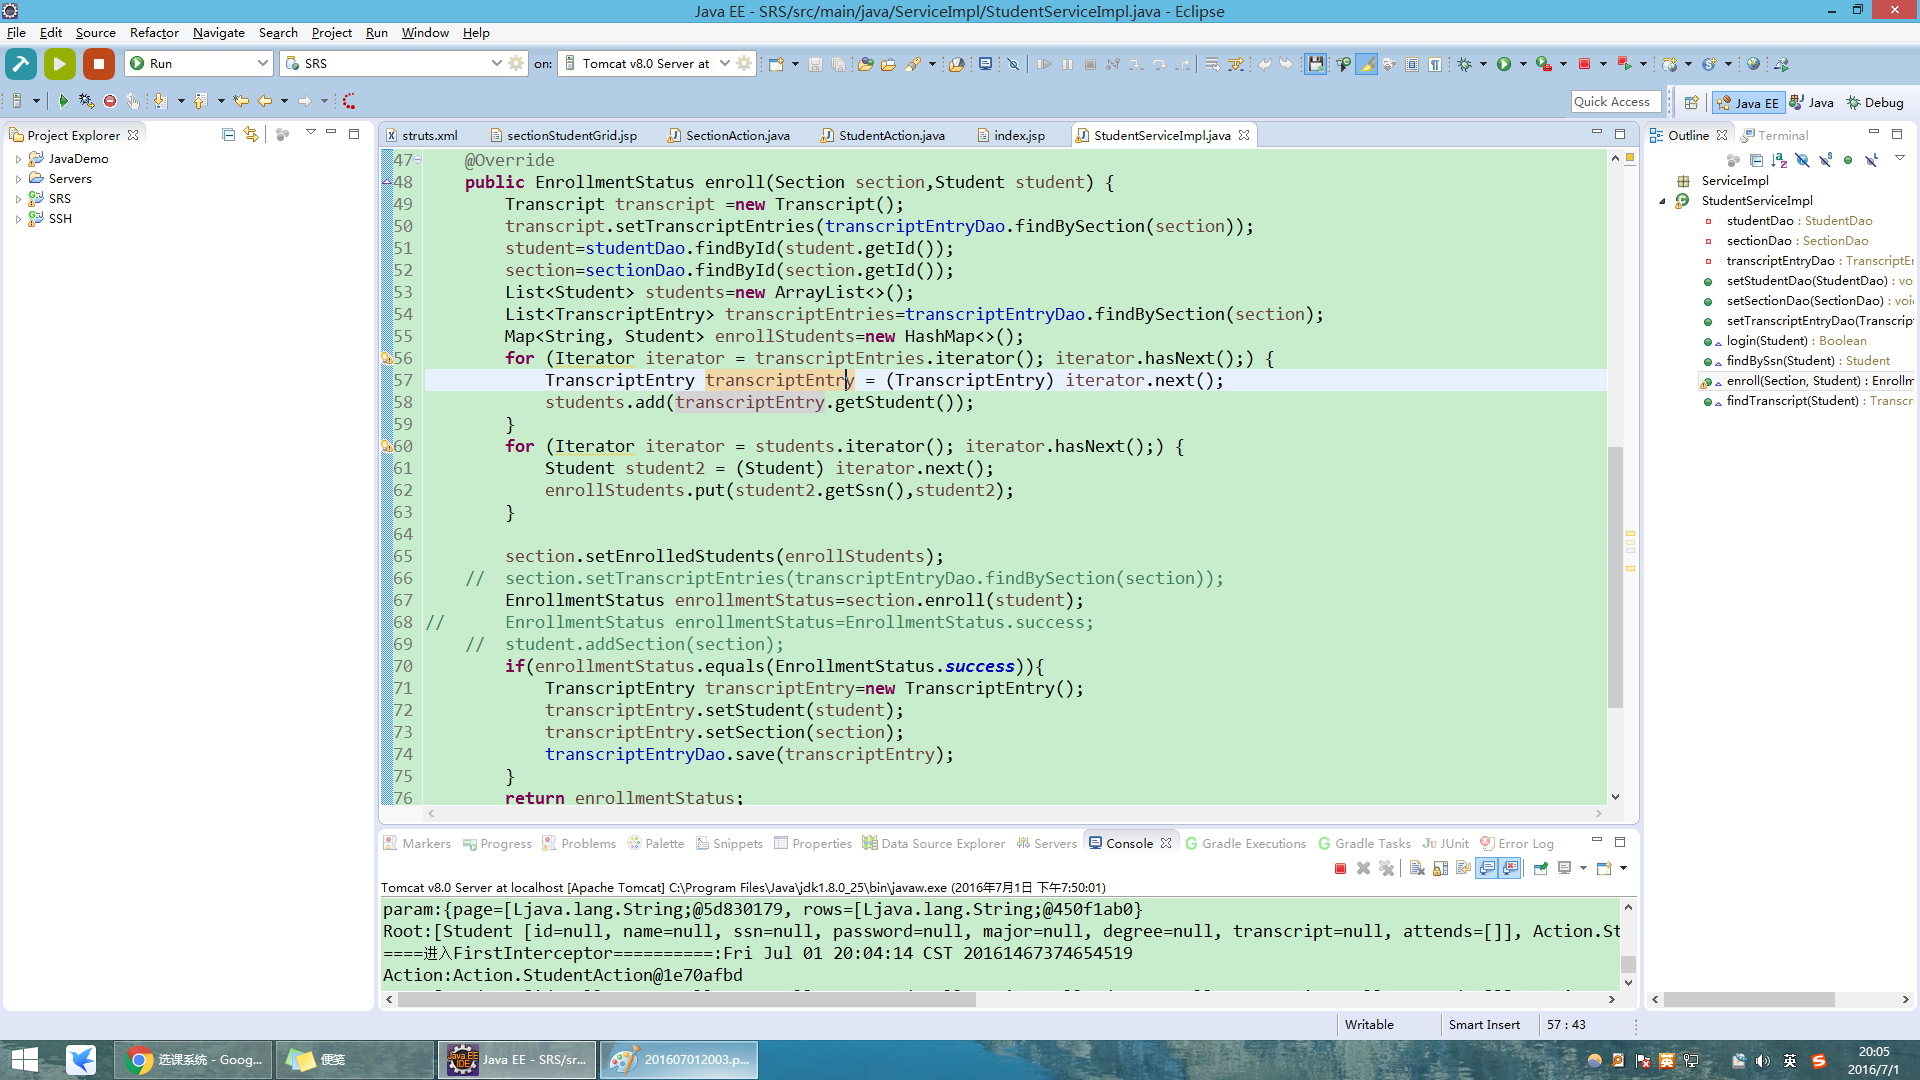 Java EE - SRS/src/main/java/ServiceImpl/StudentServiceImpl.java - Eclipse
File Edit Source Refactor Navigate Search Project Run Window Help
Run SRS on: Tomcat v8.0 Server at
Quick Access Java EE Java Debug
Project Explorer
JavaDemo
Servers
SRS
SSH
struts.xml sectionStudentGrid.jsp SectionAction.java StudentAction.java index.jsp StudentServiceImpl.java
47 @Override
48 public EnrollmentStatus enroll(Section section,Student student) {
49 Transcript transcript =new Transcript();
50 transcript.setTranscriptEntries(transcriptEntryDao.findBySection(section));
51 student=studentDao.findById(student.getId());
52 section=sectionDao.findById(section.getId());
53 List<Student> students=new ArrayList<>();
54 List<TranscriptEntry> transcriptEntries=transcriptEntryDao.findBySection(section);
55 Map<String, Student> enrollStudents=new HashMap<>();
56 for (Iterator iterator = transcriptEntries.iterator(); iterator.hasNext();) {
57 TranscriptEntry transcriptEntry = (TranscriptEntry) iterator.next();
58 students.add(transcriptEntry.getStudent());
59 }
60 for (Iterator iterator = students.iterator(); iterator.hasNext();) {
61 Student student2 = (Student) iterator.next();
62 enrollStudents.put(student2.getSsn(),student2);
63 }
64
65 section.setEnrolledStudents(enrollStudents);
66 // section.setTranscriptEntries(transcriptEntryDao.findBySection(section));
67 EnrollmentStatus enrollmentStatus=section.enroll(student);
68 // EnrollmentStatus enrollmentStatus=EnrollmentStatus.success;
69 // student.addSection(section);
70 if(enrollmentStatus.equals(EnrollmentStatus.success)){
71 TranscriptEntry transcriptEntry=new TranscriptEntry();
72 transcriptEntry.setStudent(student);
73 transcriptEntry.setSection(section);
74 transcriptEntryDao.save(transcriptEntry);
75 }
76 return enrollmentStatus;
Outline Terminal
ServiceImpl
StudentServiceImpl
studentDao : StudentDao
sectionDao : SectionDao
transcriptEntryDao : TranscriptEn
setStudentDao(StudentDao) : voi
setSectionDao(SectionDao) : voi
setTranscriptEntryDao(Transcrip
login(Student) : Boolean
findBySsn(Student) : Student
enroll(Section, Student) : Enrollm
findTranscript(Student) : Transcr
Markers Progress Problems Palette Snippets Properties Data Source Explorer Servers Console Gradle Executions Gradle Tasks JUnit Error Log
Tomcat v8.0 Server at localhost [Apache Tomcat] C:\Program Files\Java\jdk1.8.0_25\bin\javaw.exe (2016年7月1日 下午7:50:01)
param:{page=[Ljava.lang.String;@5d830179, rows=[Ljava.lang.String;@450f1ab0}
Root:[Student [id=null, name=null, ssn=null, password=null, major=null, degree=null, transcript=null, attends=[]], Action.St
====进入FirstInterceptor==========:Fri Jul 01 20:04:14 CST 20161467374654519
Action:Action.StudentAction@1e70afbd
Writable Smart Insert 57 : 43
选课系统 - Goog... 便笺 Java EE - SRS/sr... 201607012003.p...
英
20:05
2016/7/1